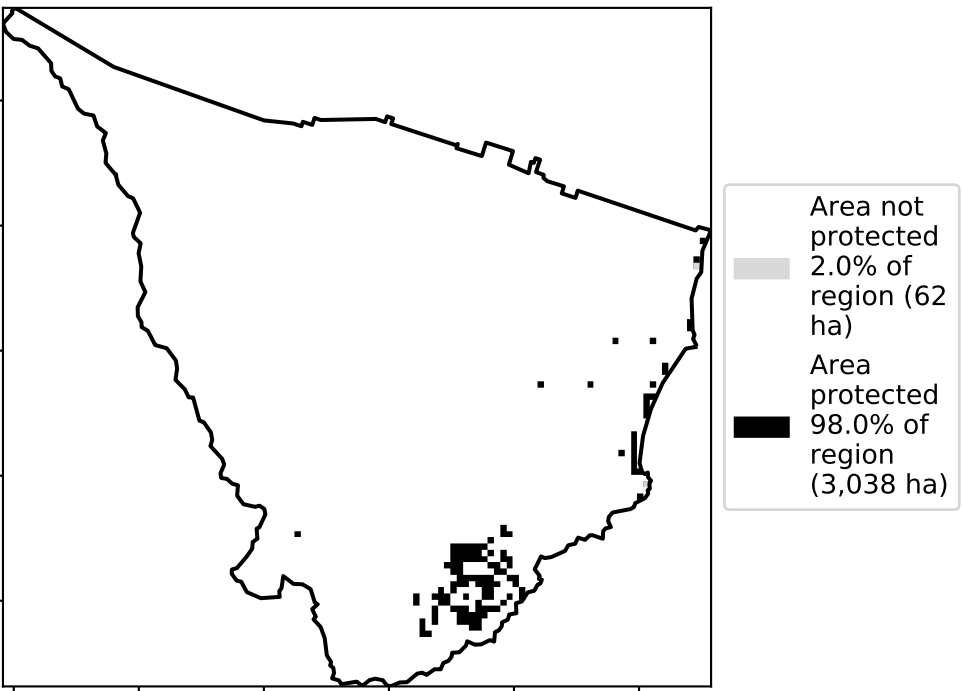 Area not
protected
2.0% of
region (62
ha)
Area
protected
98.0% of
region
(3,038 ha)